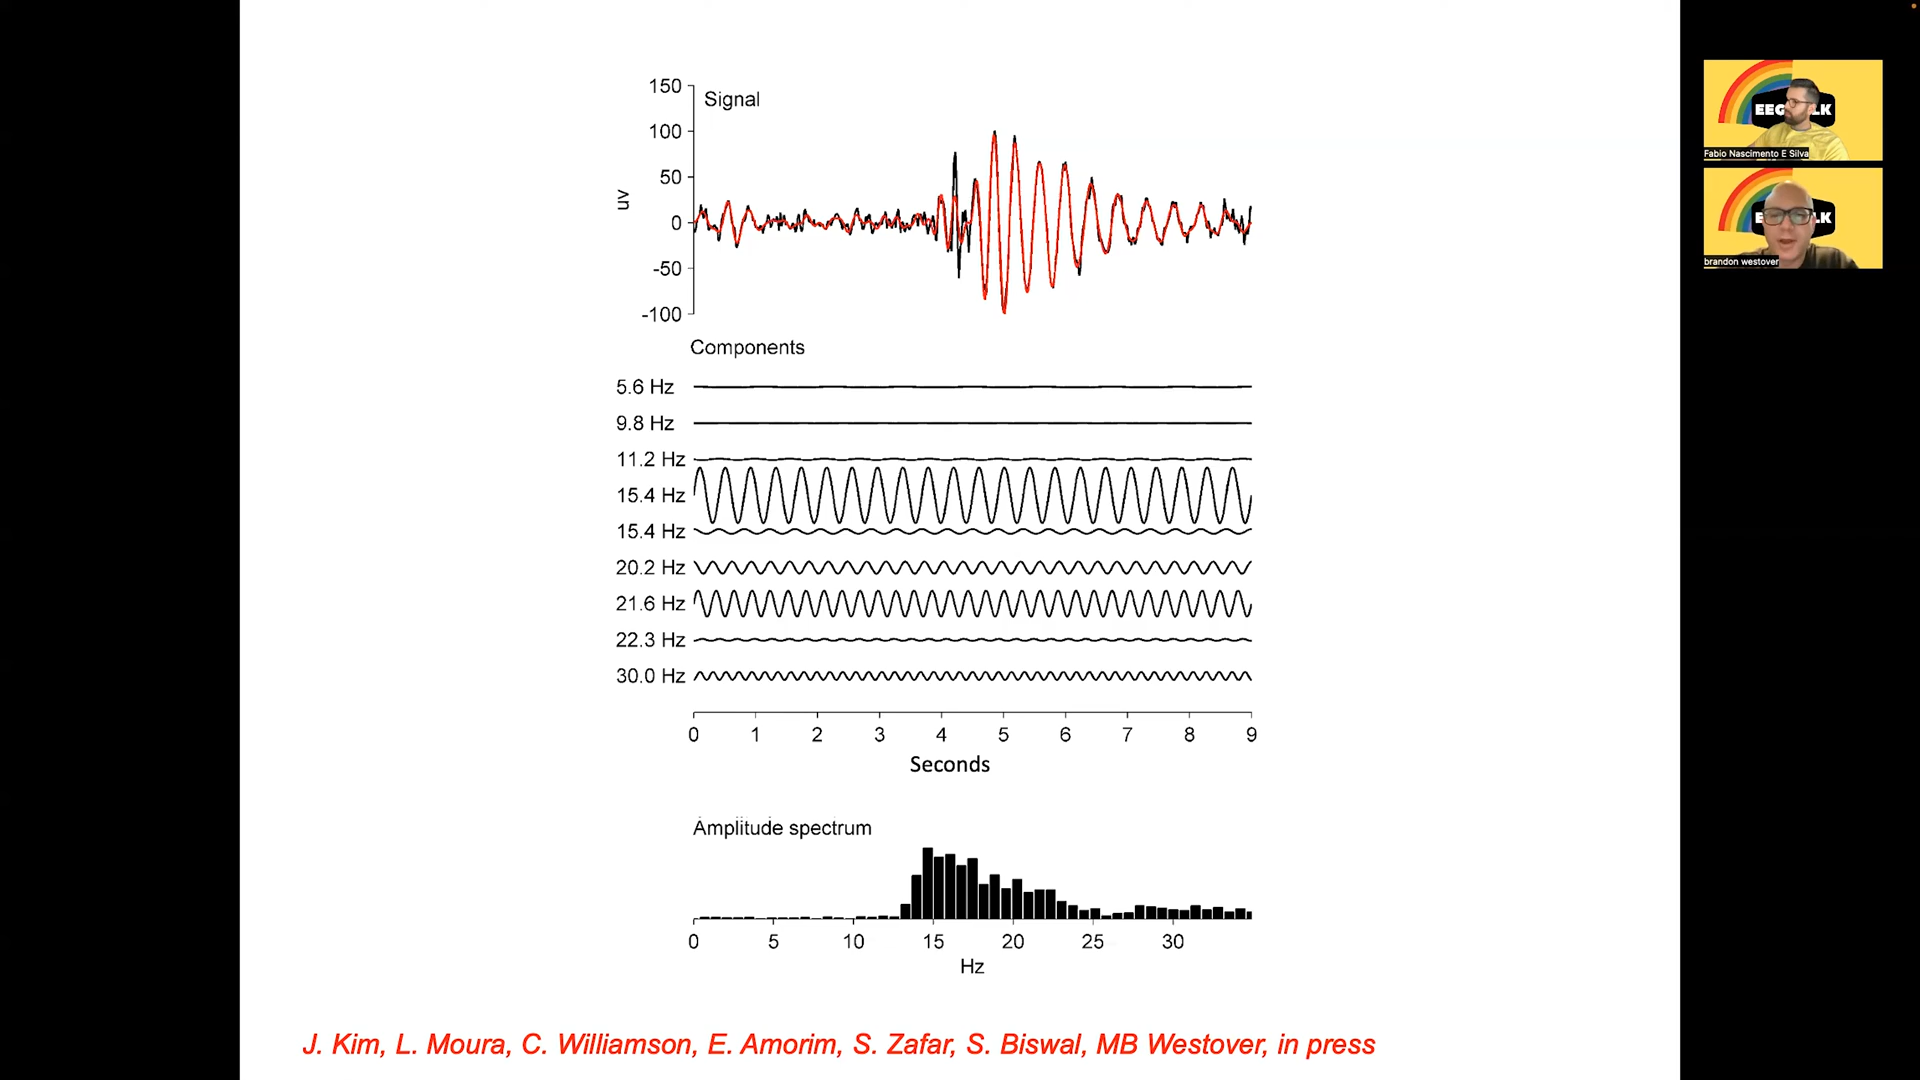 150
Signal
100
50
uv
0
-50
-100
Components
5.6 Hz
9.8 Hz
11.2 Hz
15.4 Hz
15.4 Hz
20.2 Hz
21.6 Hz
22.3 Hz
30.0 Hz
0 1 2 3 4 5 6 7 8 9
Seconds
Amplitude spectrum
0 5 10 15 20 25 30
Hz
J. Kim, L. Moura, C. Williamson, E. Amorim, S. Zafar, S. Biswal, MB Westover, in press
Fabio Nascimento E Silva
brandon westover